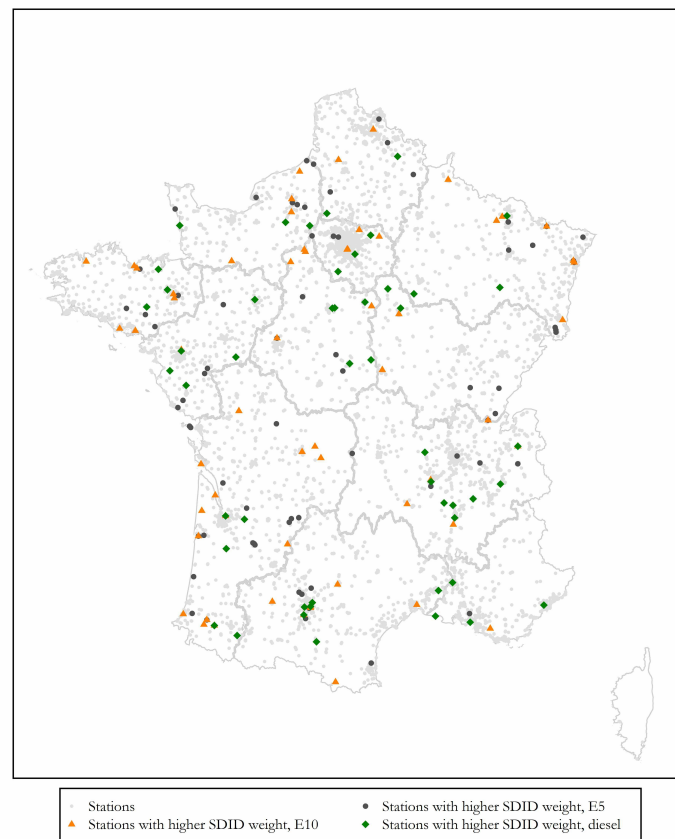 Stations
Stations with higher SDID weight, E5
Stations with higher SDID weight, E10
Stations with higher SDID weight, diesel